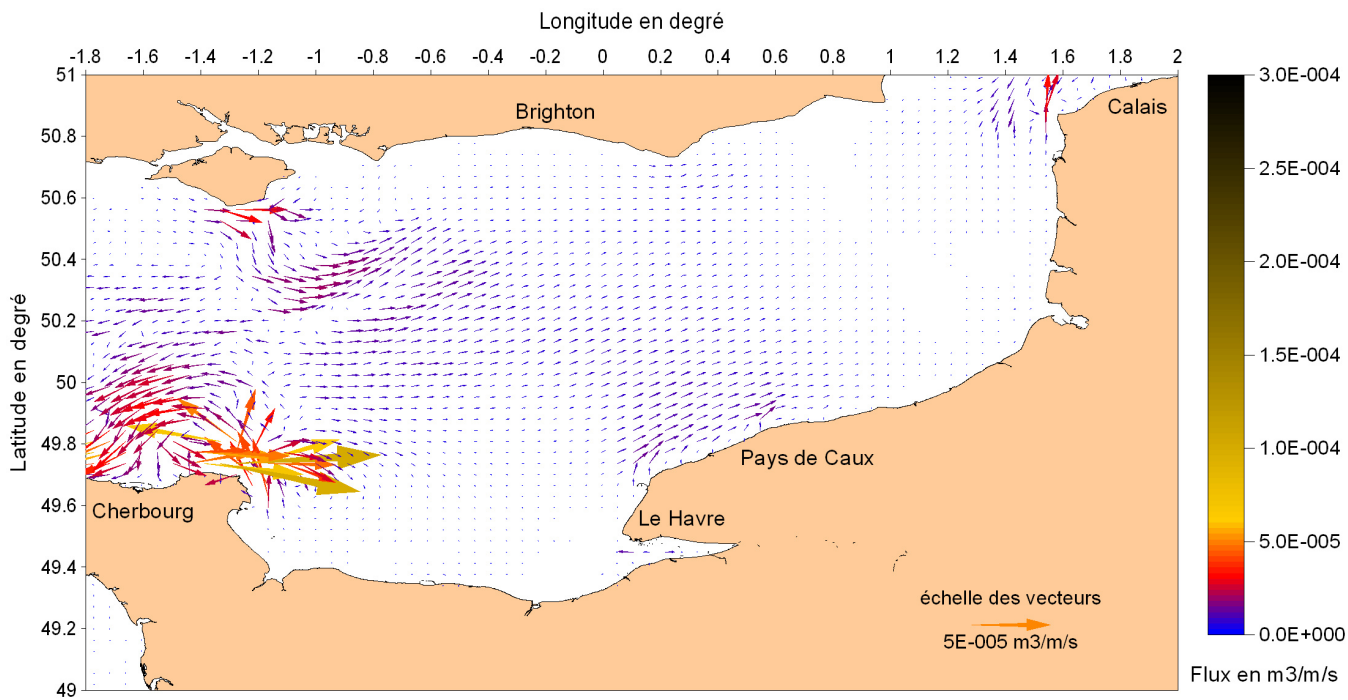 Longitude en degré
-1.8 -1.6 -1.4 -1.2 -1 -0.8 -0.6 -0.4 -0.2 0 0.2 0.4 0.6 0.8 1 1.2 1.4 1.6 1.8 2
51
50.8
50.6
50.4
50.2
50
49.8
49.6
49.4
49.2
49
Latitude en degré
Brighton
Calais
Pays de Caux
Cherbourg
Le Havre
échelle des vecteurs
5E-005 m3/m/s
3.0E-004
2.5E-004
2.0E-004
1.5E-004
1.0E-004
5.0E-005
0.0E+000
Flux en m3/m/s